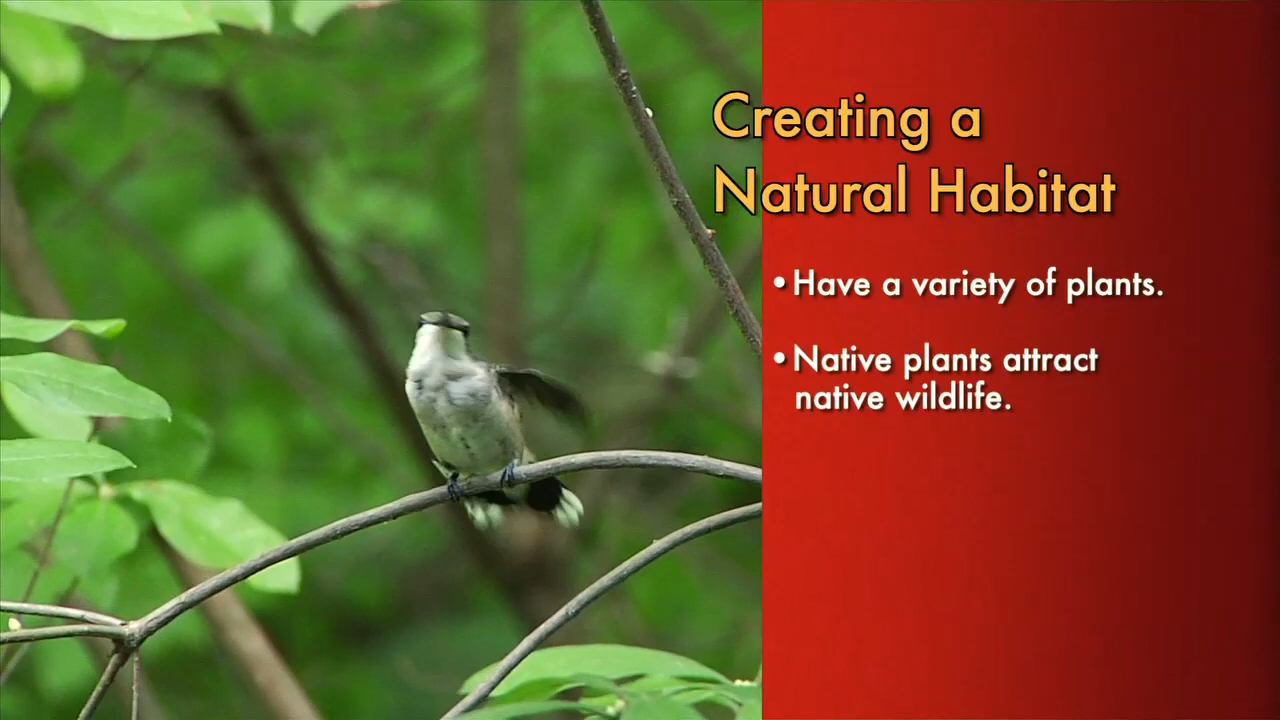 Creating a
Natural Habitat
•Have a variety of plants.
•Native plants attract
native wildlife.